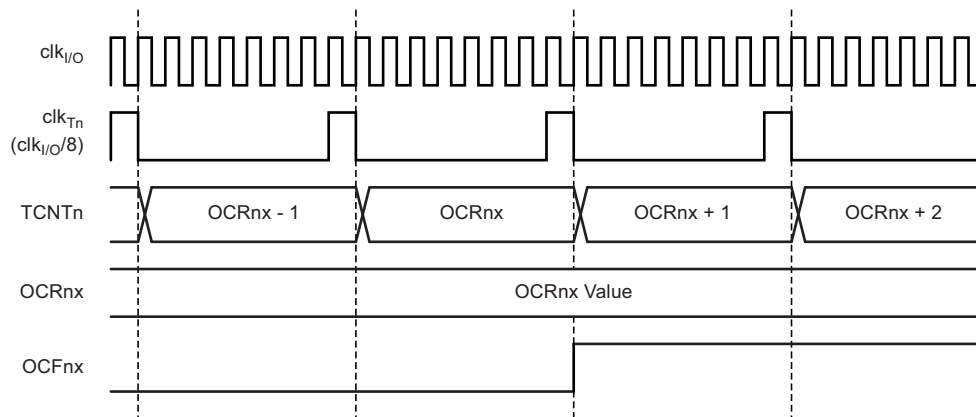 clkI/O
clkTn
(clkI/O/8)
TCNTn
OCRnx - 1
OCRnx
OCRnx + 1
OCRnx + 2
OCRnx
OCRnx Value
OCFnx